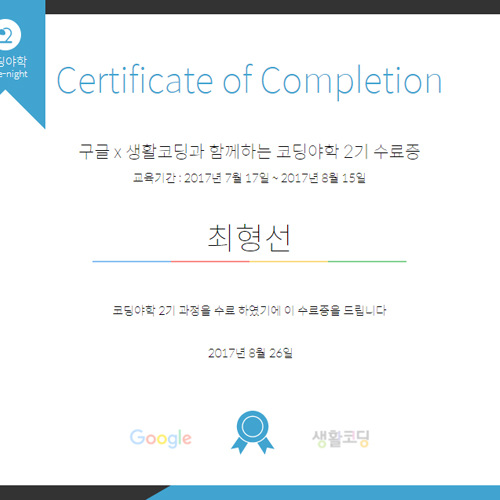 딩야학
e-night
Certificate of Completion
구글 x 생활코딩과 함께하는 코딩야학 2기 수료증
교육기간 : 2017년 7월 17일 ~ 2017년 8월 15일
최형선
코딩야학 2기 과정을 수료 하였기에 이 수료증을 드립니다
2017년 8월 26일
Google
생활코딩